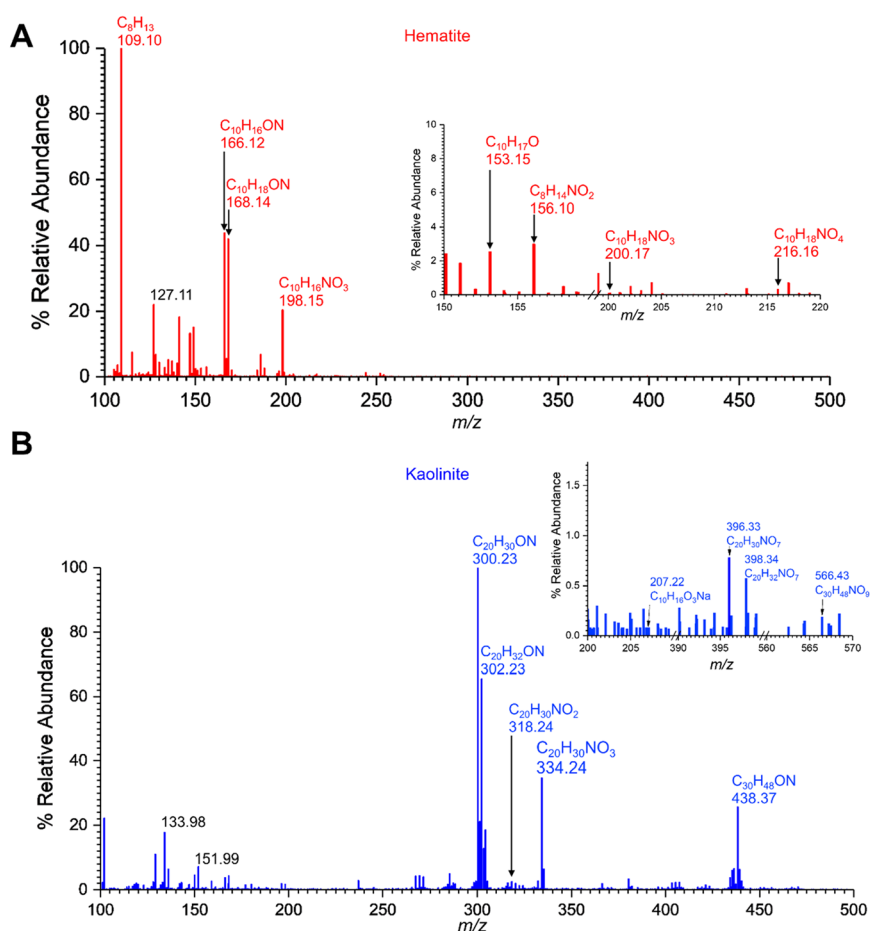 A
Hematite
C₈H₁₃
109.10
C₁₀H₁₆ON
166.12
C₁₀H₁₈ON
168.14
127.11
C₁₀H₁₆NO₃
198.15
% Relative Abundance
100
80
60
40
20
0
100 150 200 250 300 350 400 450 500
m/z
C₁₀H₁₇O
153.15
C₈H₁₄NO₂
156.10
C₁₀H₁₈NO₃
200.17
C₁₀H₁₈NO₄
216.16
% Relative Abundance
10
8
6
4
2
0
150 155 200 205 210 215 220
m/z
B
Kaolinite
C₂₀H₃₀ON
300.23
C₂₀H₃₂ON
302.23
C₂₀H₃₀NO₂
318.24
C₂₀H₃₀NO₃
334.24
C₃₀H₄₈ON
438.37
133.98
151.99
% Relative Abundance
100
80
60
40
20
0
100 150 200 250 300 350 400 450 500
m/z
396.33
C₂₀H₃₀NO₇
398.34
C₂₀H₃₂NO₇
207.22
C₁₀H₁₆O₃Na
566.43
C₃₀H₄₈NO₉
% Relative Abundance
1.5
1.0
0.5
0.0
200 205 390 395 560 565 570
m/z